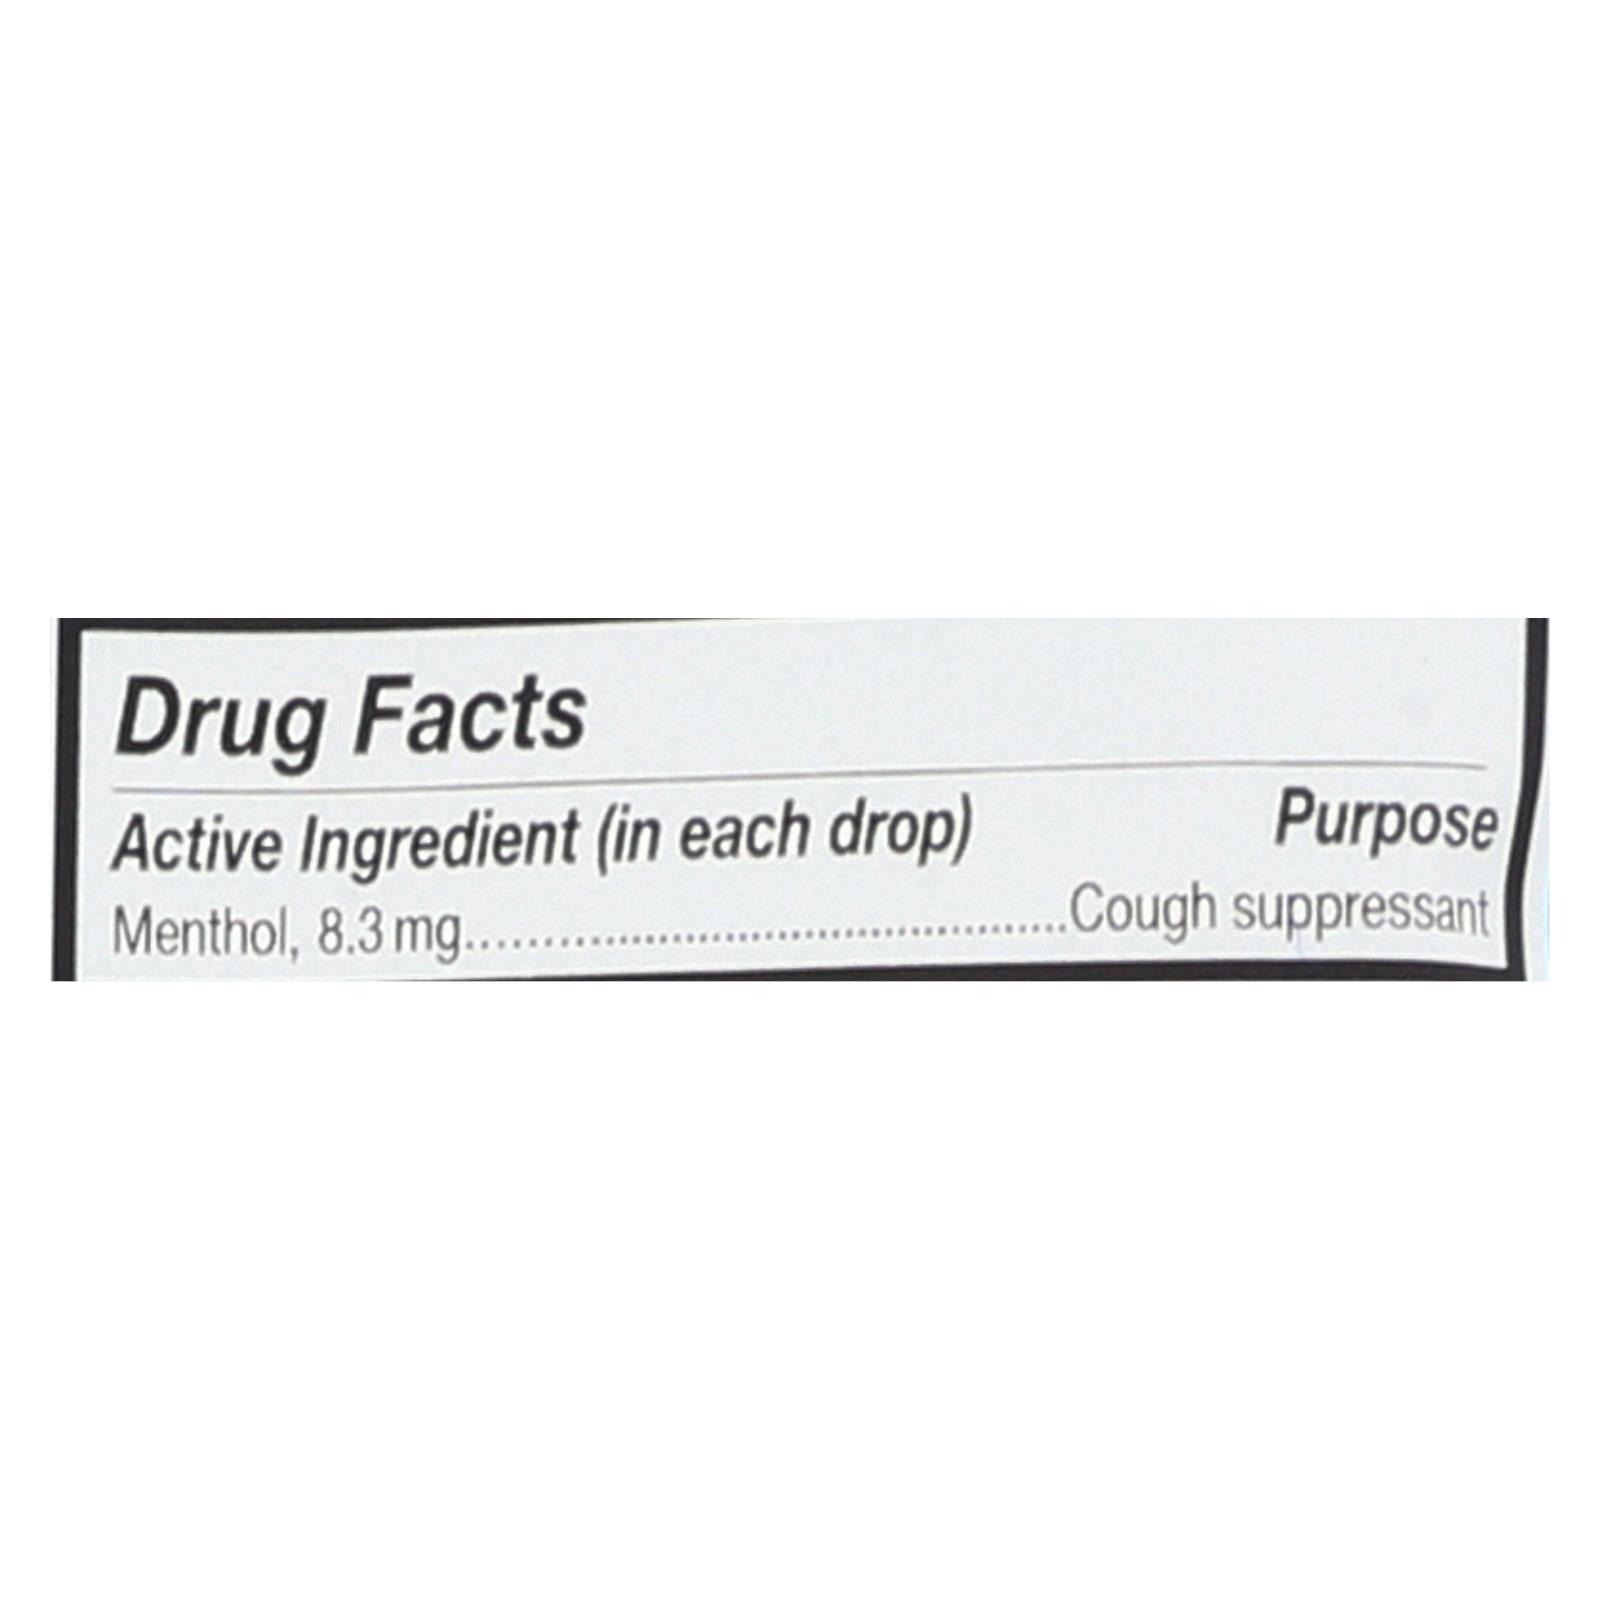 Drug Facts
Active Ingredient (in each drop) Purpose
Menthol, 8.3 mg..........................................Cough suppressant